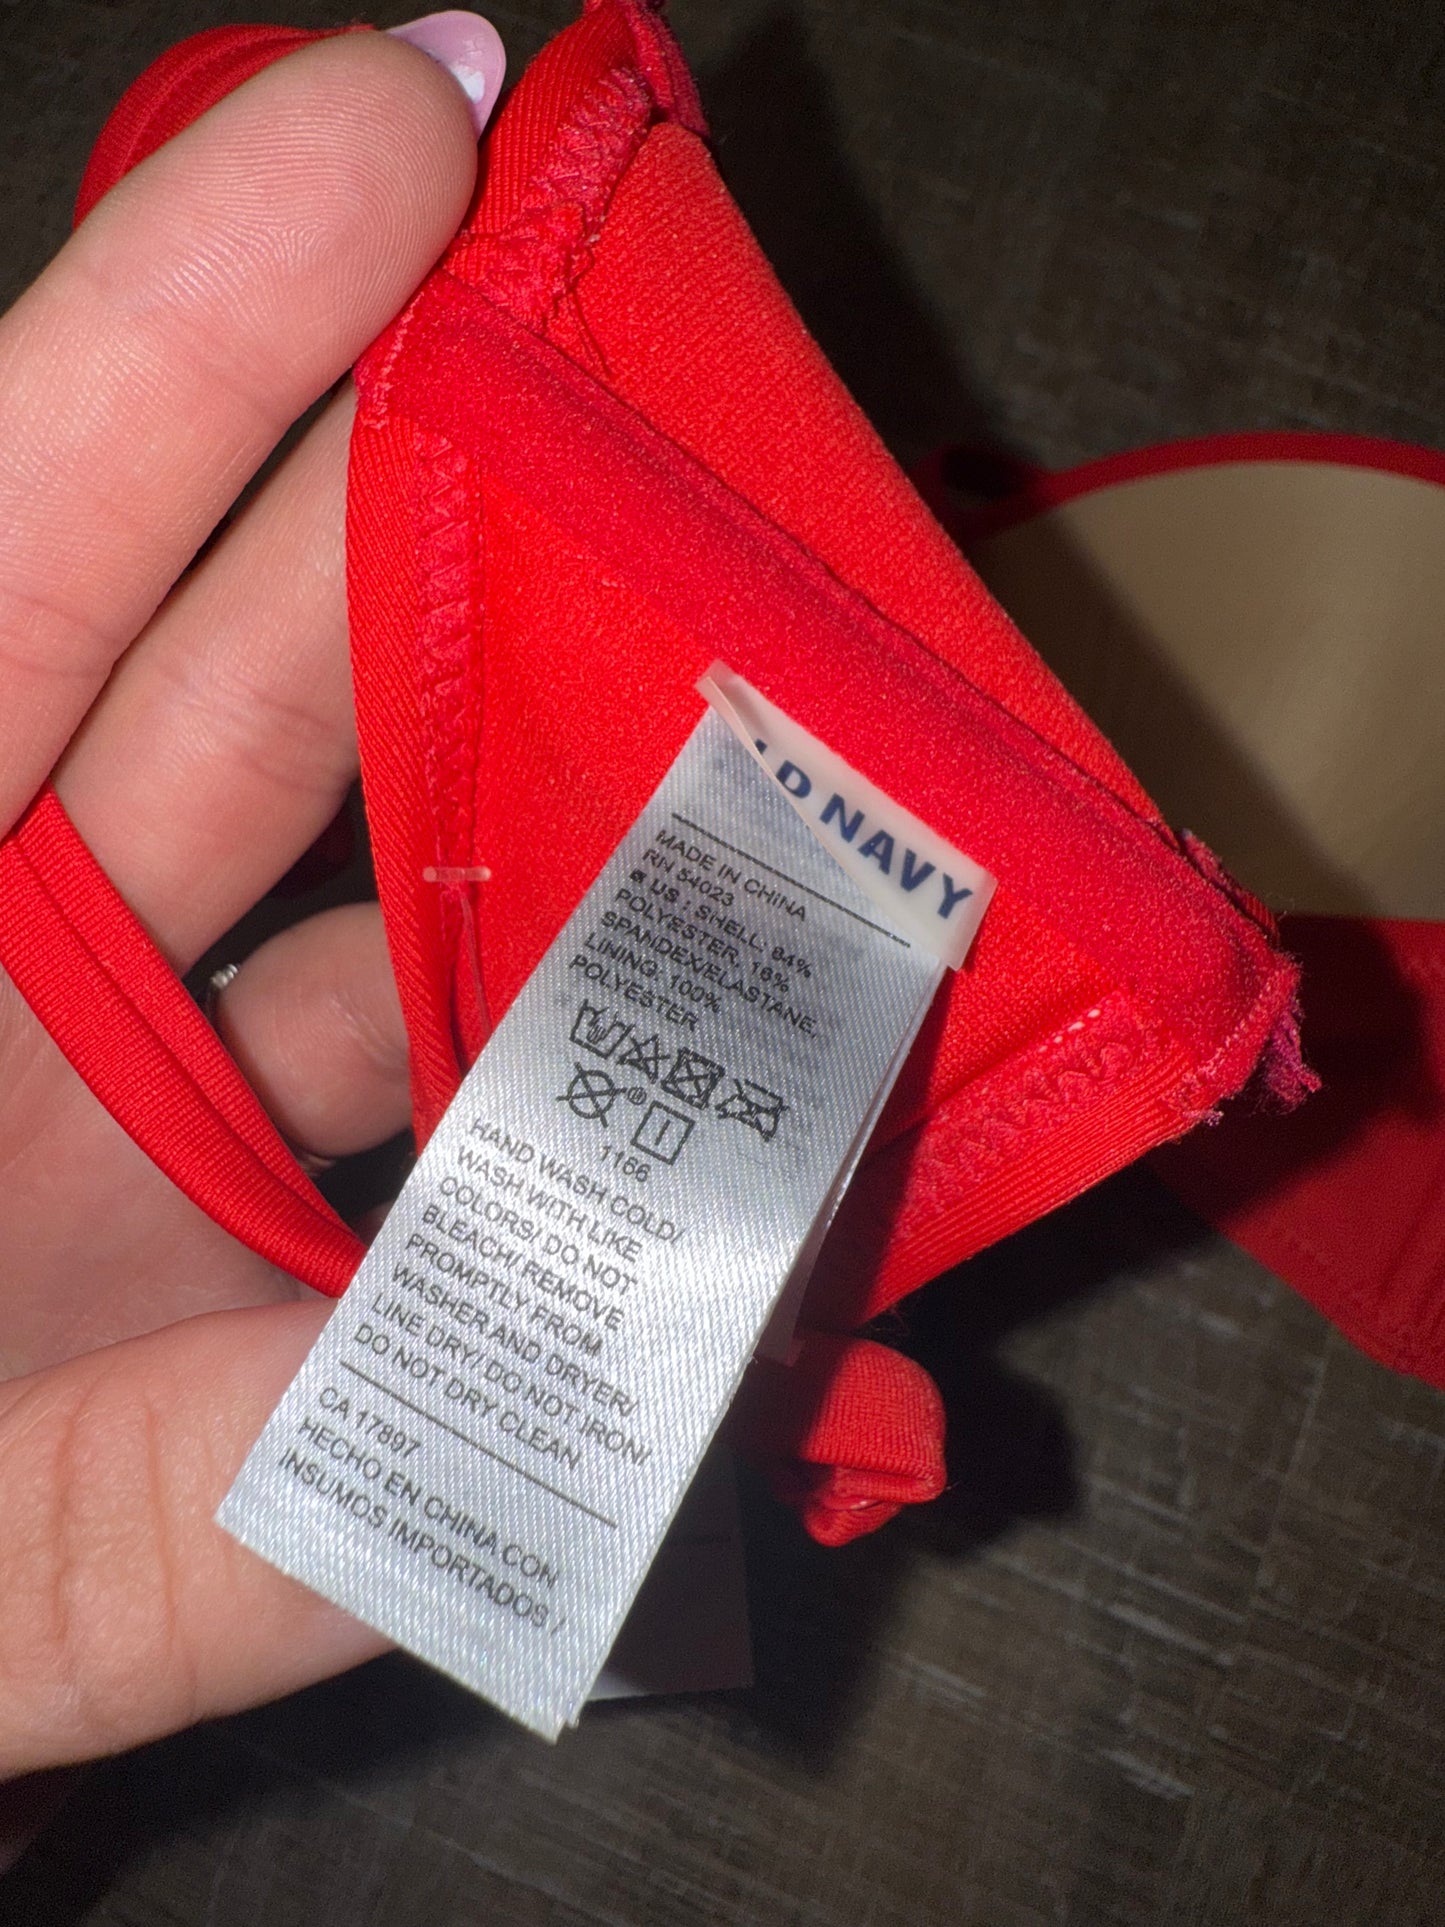 LD NAVY
MADE IN CHINA
RN 54023
US : SHELL: 84%
POLYESTER, 16%
SPANDEX/ELASTANE,
LINING: 100%
POLYESTER
1166
HAND WASH COLD/
WASH WITH LIKE
COLORS/ DO NOT
BLEACH/ REMOVE
PROMPTLY FROM
WASHER AND DRYER/
LINE DRY/ DO NOT IRON/
DO NOT DRY CLEAN
CA 17897
HECHO EN CHINA CON
INSUMOS IMPORTADOS /